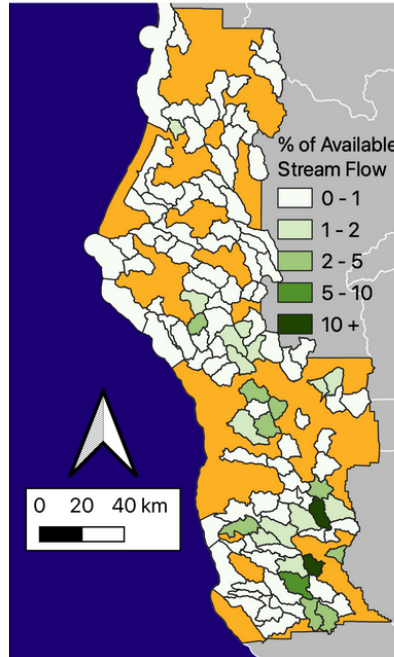 % of Available
Stream Flow
0 - 1
1 - 2
2 - 5
5 - 10
10 +
0 20 40 km